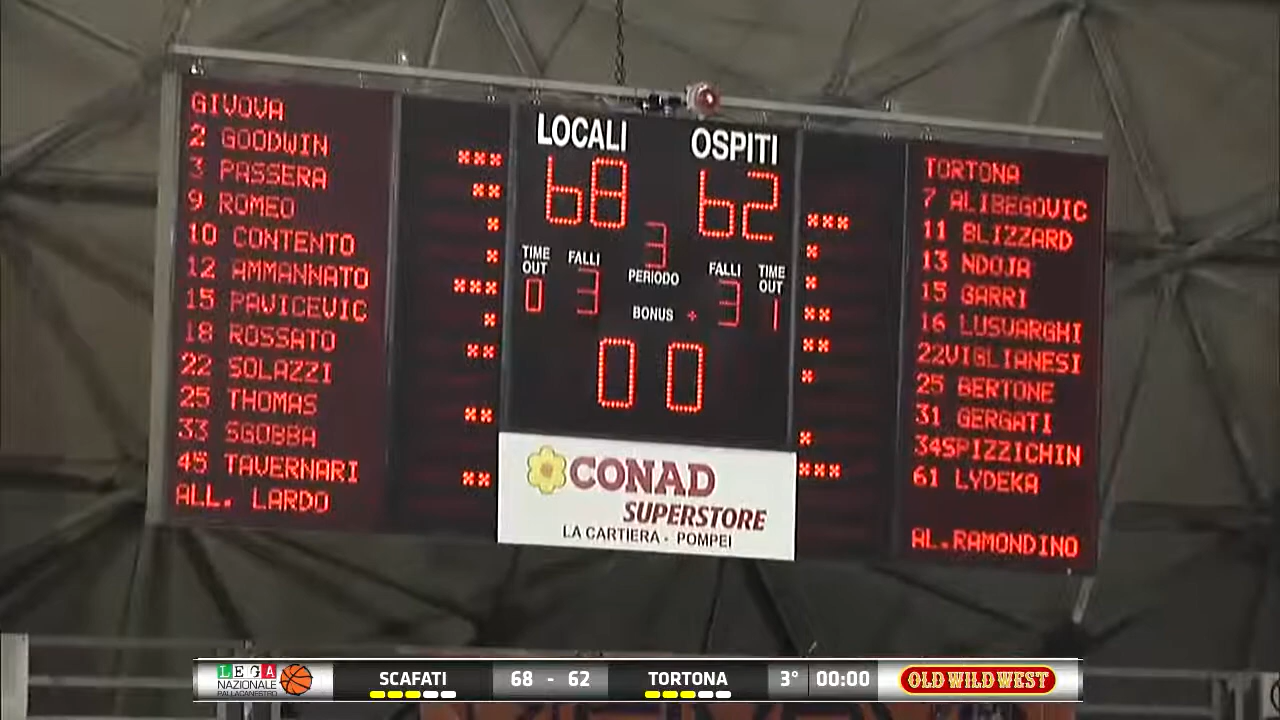 GIVOVA
2 GOODWIN
3 PASSERA
9 ROMEO
10 CONTENTO
12 AMMANNATO
15 PAVICEVIC
18 ROSSATO
22 SOLAZZI
25 THOMAS
33 SGOBBA
45 TAVERNARI
ALL. LARDO
LOCALI OSPITI
68 62
3
TIME OUT FALLI PERIODO FALLI TIME OUT
0 3 BONUS + 3 1
00
CONAD
SUPERSTORE
LA CARTIERA - POMPEI
TORTONA
7 ALIBEGOVIC
11 BLIZZARD
13 NDOJA
15 GARRI
16 LUSVARGHI
22VIGLIANESI
25 BERTONE
31 GERGATI
34SPIZZICHIN
61 LYDEKA
AL.RAMONDINO
LEGA
NAZIONALE
PALLACANESTRO
SCAFATI 68 - 62 TORTONA 3° 00:00 OLD WILD WEST